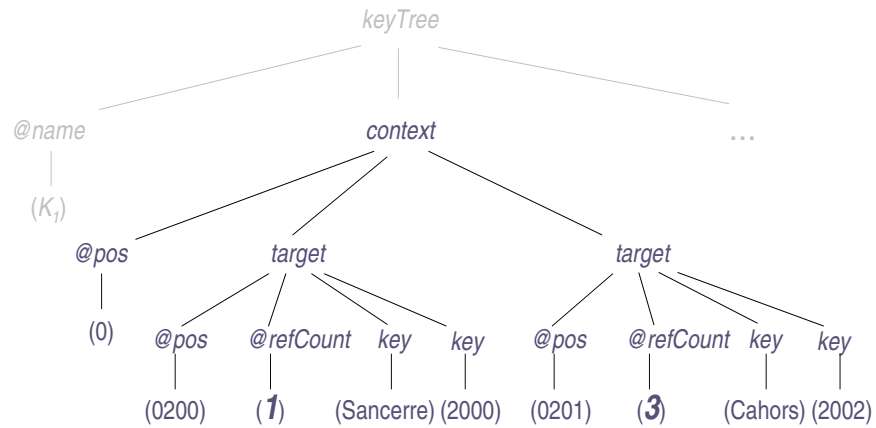 keyTree
@name context ...
(K1)
@pos target target
(0) @pos @refCount key key @pos @refCount key key
(0200) (1) (Sancerre) (2000) (0201) (3) (Cahors) (2002)